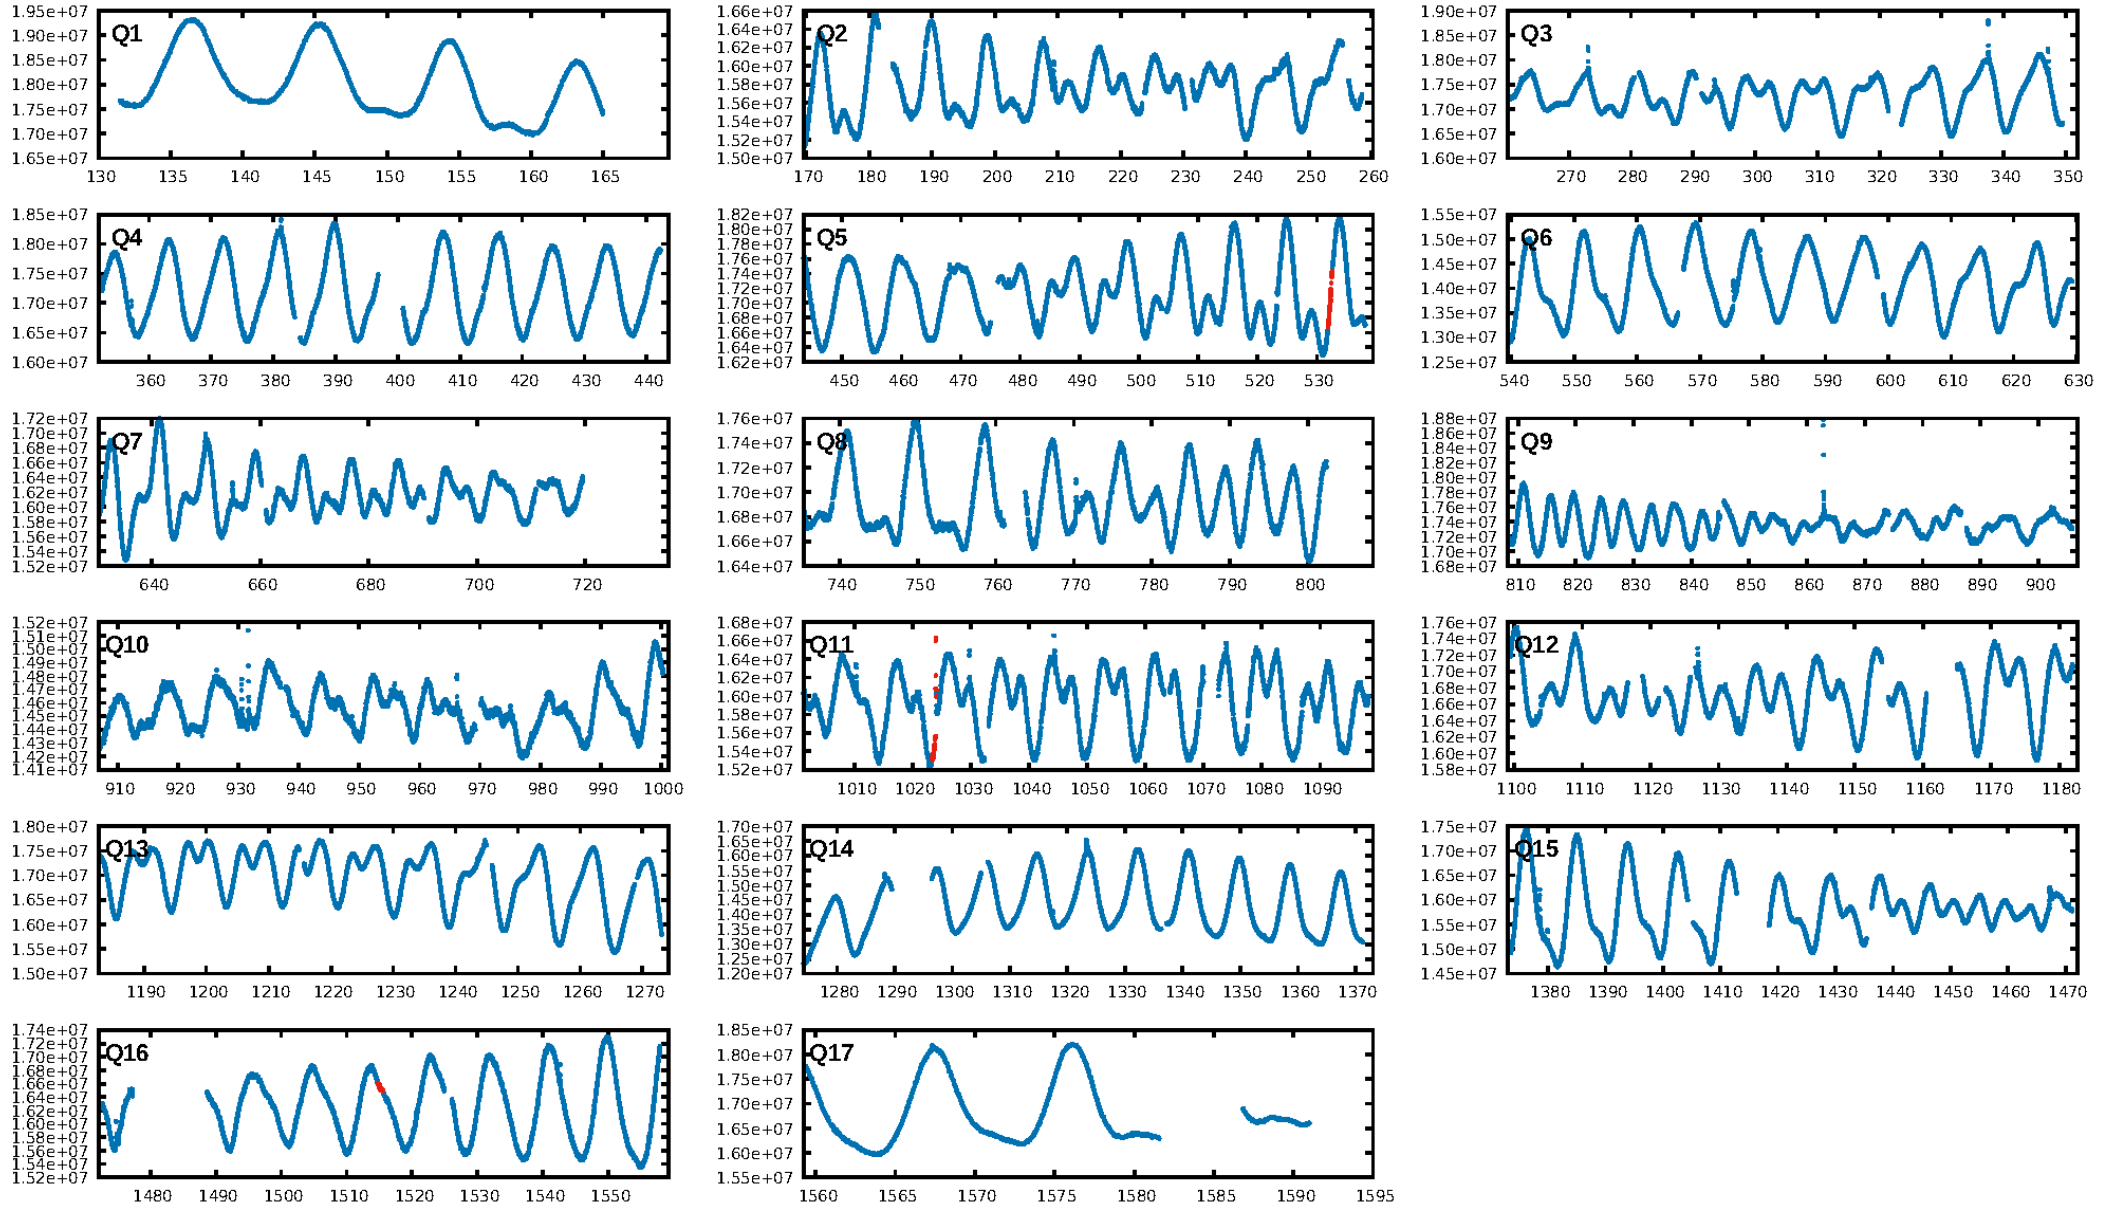 1.95e+07 1.90e+07 1.85e+07 1.80e+07 1.75e+07 1.70e+07 1.65e+07
Q1
130 135 140 145 150 155 160 165
1.66e+07 1.64e+07 1.62e+07 1.60e+07 1.58e+07 1.56e+07 1.54e+07 1.52e+07 1.50e+07
Q2
170 180 190 200 210 220 230 240 250 260
1.90e+07 1.85e+07 1.80e+07 1.75e+07 1.70e+07 1.65e+07 1.60e+07
Q3
270 280 290 300 310 320 330 340 350
1.85e+07 1.80e+07 1.75e+07 1.70e+07 1.65e+07 1.60e+07
Q4
360 370 380 390 400 410 420 430 440
1.82e+07 1.80e+07 1.78e+07 1.76e+07 1.74e+07 1.72e+07 1.70e+07 1.68e+07 1.66e+07 1.64e+07 1.62e+07
Q5
450 460 470 480 490 500 510 520 530
1.55e+07 1.50e+07 1.45e+07 1.40e+07 1.35e+07 1.30e+07 1.25e+07
Q6
540 550 560 570 580 590 600 610 620 630
1.72e+07 1.70e+07 1.68e+07 1.66e+07 1.64e+07 1.62e+07 1.60e+07 1.58e+07 1.56e+07 1.54e+07 1.52e+07
Q7
640 660 680 700 720
1.76e+07 1.74e+07 1.72e+07 1.70e+07 1.68e+07 1.66e+07 1.64e+07
Q8
740 750 760 770 780 790 800
1.88e+07 1.86e+07 1.84e+07 1.82e+07 1.80e+07 1.78e+07 1.76e+07 1.74e+07 1.72e+07 1.70e+07 1.68e+07
Q9
810 820 830 840 850 860 870 880 890 900
1.52e+07 1.51e+07 1.50e+07 1.49e+07 1.48e+07 1.47e+07 1.46e+07 1.45e+07 1.44e+07 1.43e+07 1.42e+07 1.41e+07
Q10
910 920 930 940 950 960 970 980 990 1000
1.68e+07 1.66e+07 1.64e+07 1.62e+07 1.60e+07 1.58e+07 1.56e+07 1.54e+07 1.52e+07
Q11
1010 1020 1030 1040 1050 1060 1070 1080 1090
1.76e+07 1.74e+07 1.72e+07 1.70e+07 1.68e+07 1.66e+07 1.64e+07 1.62e+07 1.60e+07 1.58e+07
Q12
1100 1110 1120 1130 1140 1150 1160 1170 1180
1.80e+07 1.75e+07 1.70e+07 1.65e+07 1.60e+07 1.55e+07 1.50e+07
Q13
1190 1200 1210 1220 1230 1240 1250 1260 1270
1.70e+07 1.65e+07 1.60e+07 1.55e+07 1.50e+07 1.45e+07 1.40e+07 1.35e+07 1.30e+07 1.25e+07 1.20e+07
Q14
1280 1290 1300 1310 1320 1330 1340 1350 1360 1370
1.75e+07 1.70e+07 1.65e+07 1.60e+07 1.55e+07 1.50e+07 1.45e+07
Q15
1380 1390 1400 1410 1420 1430 1440 1450 1460 1470
1.74e+07 1.72e+07 1.70e+07 1.68e+07 1.66e+07 1.64e+07 1.62e+07 1.60e+07 1.58e+07 1.56e+07 1.54e+07 1.52e+07
Q16
1480 1490 1500 1510 1520 1530 1540 1550
1.85e+07 1.80e+07 1.75e+07 1.70e+07 1.65e+07 1.60e+07 1.55e+07
Q17
1560 1565 1570 1575 1580 1585 1590 1595